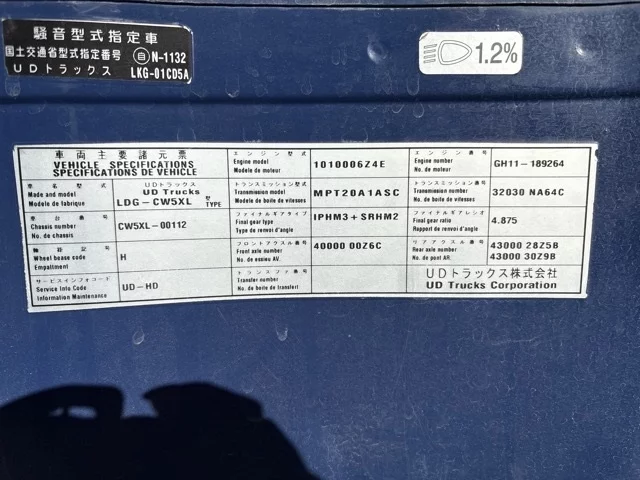 騒音型式指定車
国土交通省型式指定番号 自 N-1132
UDトラックス LKG-01CD5A
1.2%
車両主要諸元票
VEHICLE SPECIFICATIONS
SPECIFICATIONS DE VEHICLE
車名型式
Made and model
Modele de fabrique
UDトラックス
UD Trucks
LDG-CW5XL 型 TYPE
車台番号
Chassis number
No. de chassis
CW5XL-00112
軸距記号
Wheel base code
Empattment
H
サービスインフォコード
Service Info Code
Information Maintenance
UD-HD
エンジン型式
Engine model
Modele de moteur
1010006Z4E
トランスミッション型式
Transmission model
Modele de boite de vitesses
MPT20A1ASC
ファイナルギアタイプ
Final gear type
Type de renvoi d'angle
IPHM3+SRHM2
フロントアクスル番号
Front axle number
No. de essieu AV.
40000 00Z6C
トランスファ番号
Transfer number
No. de boite de transfert
エンジン番号
Engine number
No. de moteur
GH11-189264
トランスミッション番号
Transmission number
No. de boite de vitesses
32030 NA64C
ファイナルギアレシオ
Final gear ratio
Rapport de renvoi d'angle
4.875
リアアクスル番号
Rear axle number
No. de pont AR.
43000 28Z5B
43000 30Z9B
UDトラックス株式会社
UD Trucks Corporation